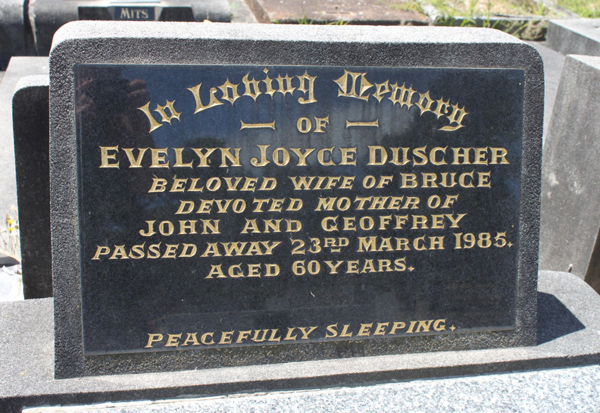 MITS
In Loving Memory
— OF —
EVELYN JOYCE DUSCHER
BELOVED WIFE OF BRUCE
DEVOTED MOTHER OF
JOHN AND GEOFFREY
PASSED AWAY 23RD MARCH 1985.
AGED 60 YEARS.
PEACEFULLY SLEEPING.